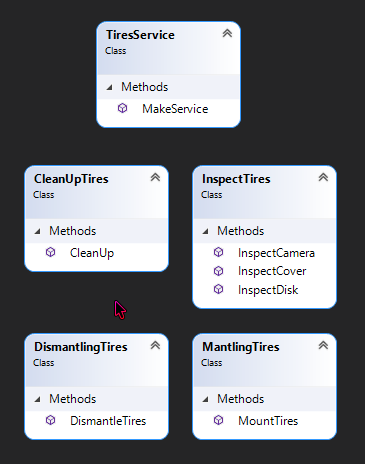 TiresService
Class
Methods
MakeService
CleanUpTires
Class
Methods
CleanUp
InspectTires
Class
Methods
InspectCamera
InspectCover
InspectDisk
DismantlingTires
Class
Methods
DismantleTires
MantlingTires
Class
Methods
MountTires